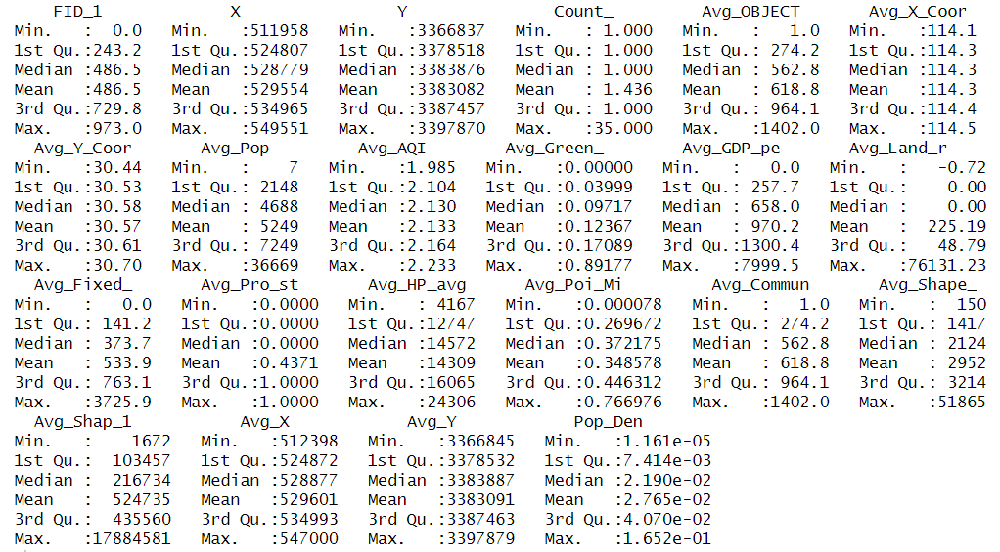 FID_1 X Y Count_ Avg_OBJECT Avg_X_Coor
Min. : 0.0 Min. :511958 Min. :3366837 Min. : 1.000 Min. : 1.0 Min. :114.1
1st Qu.:243.2 1st Qu.:524807 1st Qu.:3378518 1st Qu.: 1.000 1st Qu.: 274.2 1st Qu.:114.3
Median :486.5 Median :528779 Median :3383876 Median : 1.000 Median : 562.8 Median :114.3
Mean :486.5 Mean :529554 Mean :3383082 Mean : 1.436 Mean : 618.8 Mean :114.3
3rd Qu.:729.8 3rd Qu.:534965 3rd Qu.:3387457 3rd Qu.: 1.000 3rd Qu.: 964.1 3rd Qu.:114.4
Max. :973.0 Max. :549551 Max. :3397870 Max. :35.000 Max. :1402.0 Max. :114.5
Avg_Y_Coor Avg_Pop Avg_AQI Avg_Green_ Avg_GDP_pe Avg_Land_r
Min. :30.44 Min. : 7 Min. :1.985 Min. :0.00000 Min. : 0.0 Min. : -0.72
1st Qu.:30.53 1st Qu.: 2148 1st Qu.:2.104 1st Qu.:0.03999 1st Qu.: 257.7 1st Qu.: 0.00
Median :30.58 Median : 4688 Median :2.130 Median :0.09717 Median : 658.0 Median : 0.00
Mean :30.57 Mean : 5249 Mean :2.133 Mean :0.12367 Mean : 970.2 Mean : 225.19
3rd Qu.:30.61 3rd Qu.: 7249 3rd Qu.:2.164 3rd Qu.:0.17089 3rd Qu.:1300.4 3rd Qu.: 48.79
Max. :30.70 Max. :36669 Max. :2.233 Max. :0.89177 Max. :7999.5 Max. :76131.23
Avg_Fixed_ Avg_Pro_st Avg_HP_avg Avg_Poi_Mi Avg_Commun Avg_Shape_
Min. : 0.0 Min. :0.0000 Min. : 4167 Min. :0.000078 Min. : 1.0 Min. : 150
1st Qu.: 141.2 1st Qu.:0.0000 1st Qu.:12747 1st Qu.:0.269672 1st Qu.: 274.2 1st Qu.: 1417
Median : 373.7 Median :0.0000 Median :14572 Median :0.372175 Median : 562.8 Median : 2124
Mean : 533.9 Mean :0.4371 Mean :14309 Mean :0.348578 Mean : 618.8 Mean : 2952
3rd Qu.: 763.1 3rd Qu.:1.0000 3rd Qu.:16065 3rd Qu.:0.446312 3rd Qu.: 964.1 3rd Qu.: 3214
Max. :3725.9 Max. :1.0000 Max. :24306 Max. :0.766976 Max. :1402.0 Max. :51865
Avg_Shap_1 Avg_X Avg_Y Pop_Den
Min. : 1672 Min. :512398 Min. :3366845 Min. :1.161e-05
1st Qu.: 103457 1st Qu.:524872 1st Qu.:3378532 1st Qu.:7.414e-03
Median : 216734 Median :528877 Median :3383887 Median :2.190e-02
Mean : 524735 Mean :529601 Mean :3383091 Mean :2.765e-02
3rd Qu.: 435560 3rd Qu.:534993 3rd Qu.:3387463 3rd Qu.:4.070e-02
Max. :17884581 Max. :547000 Max. :3397879 Max. :1.652e-01